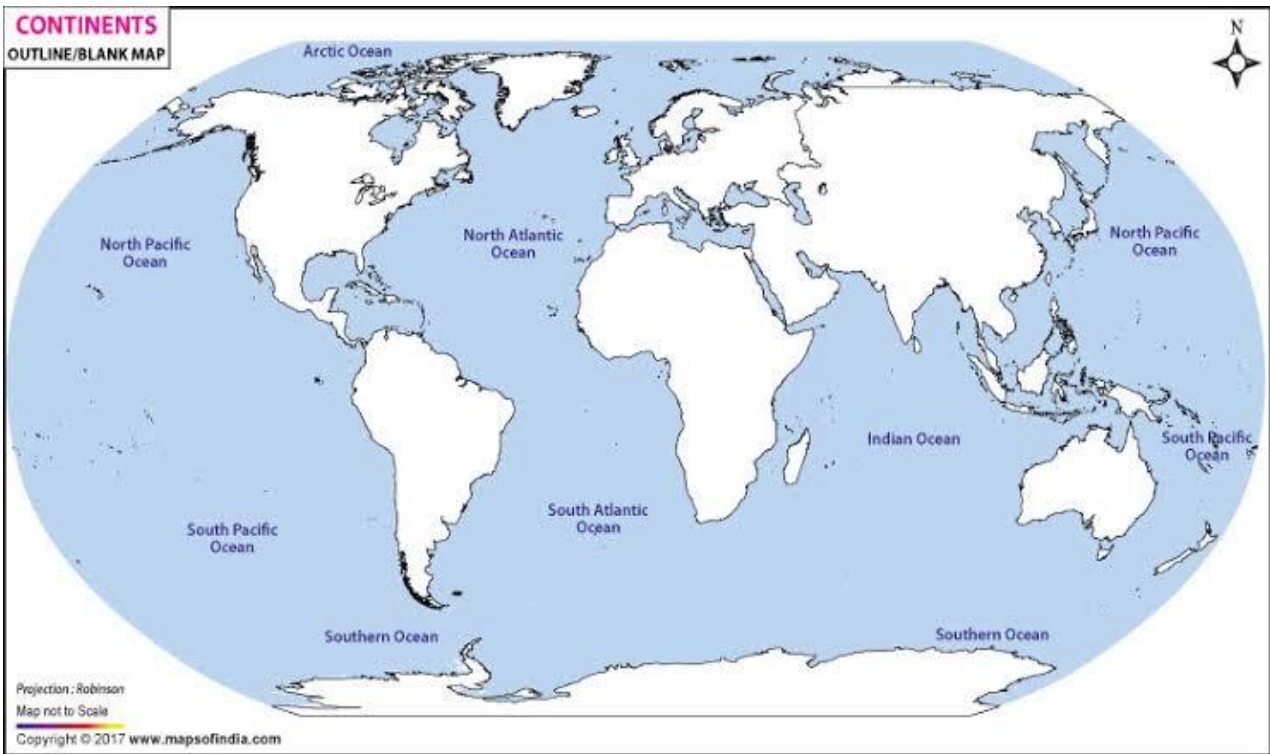 CONTINENTS
OUTLINE/BLANK MAP
N
Arctic Ocean
North Pacific
Ocean
North Atlantic
Ocean
North Pacific
Ocean
Indian Ocean
South Pacific
Ocean
South Pacific
Ocean
South Atlantic
Ocean
Southern Ocean
Southern Ocean
Projection : Robinson
Map not to Scale
Copyright © 2017 www.mapsofindia.com